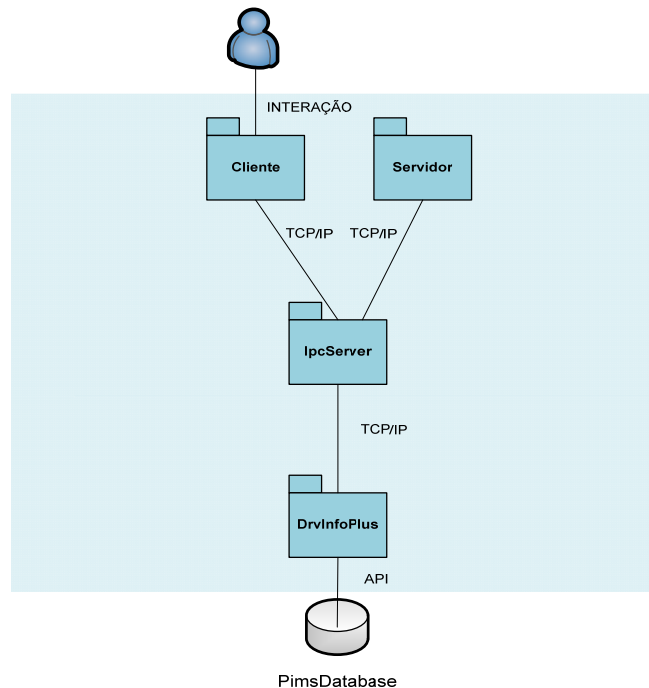 INTERAÇÃO
Cliente
Servidor
TCP/IP
TCP/IP
IpcServer
TCP/IP
DrvInfoPlus
API
PimsDatabase